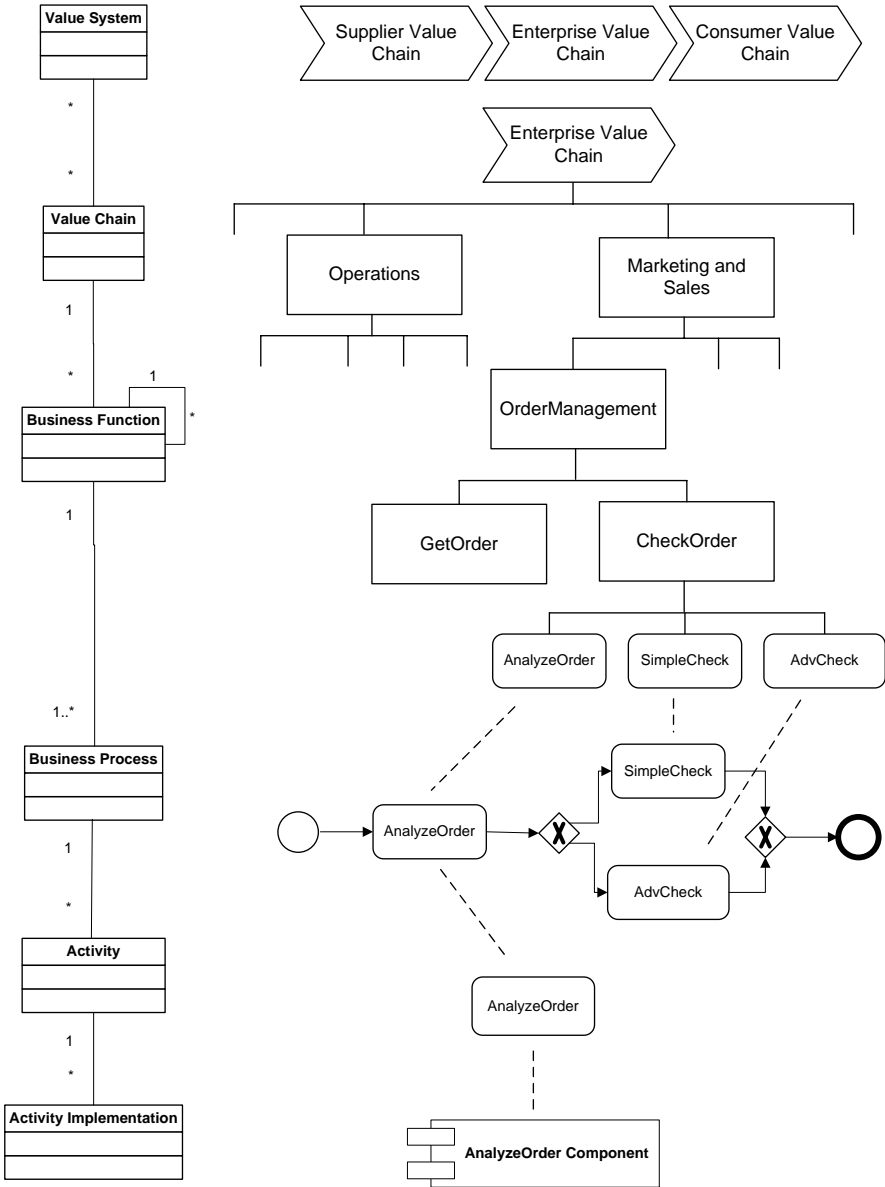 Value System
*
*
Value Chain
1
*
1
*
Business Function
1
1..*
Business Process
1
*
Activity
1
*
Activity Implementation
Supplier Value
Chain
Enterprise Value
Chain
Consumer Value
Chain
Enterprise Value
Chain
Operations
Marketing and
Sales
OrderManagement
GetOrder
CheckOrder
AnalyzeOrder
SimpleCheck
AdvCheck
SimpleCheck
AnalyzeOrder
X
X
AdvCheck
AnalyzeOrder
AnalyzeOrder Component